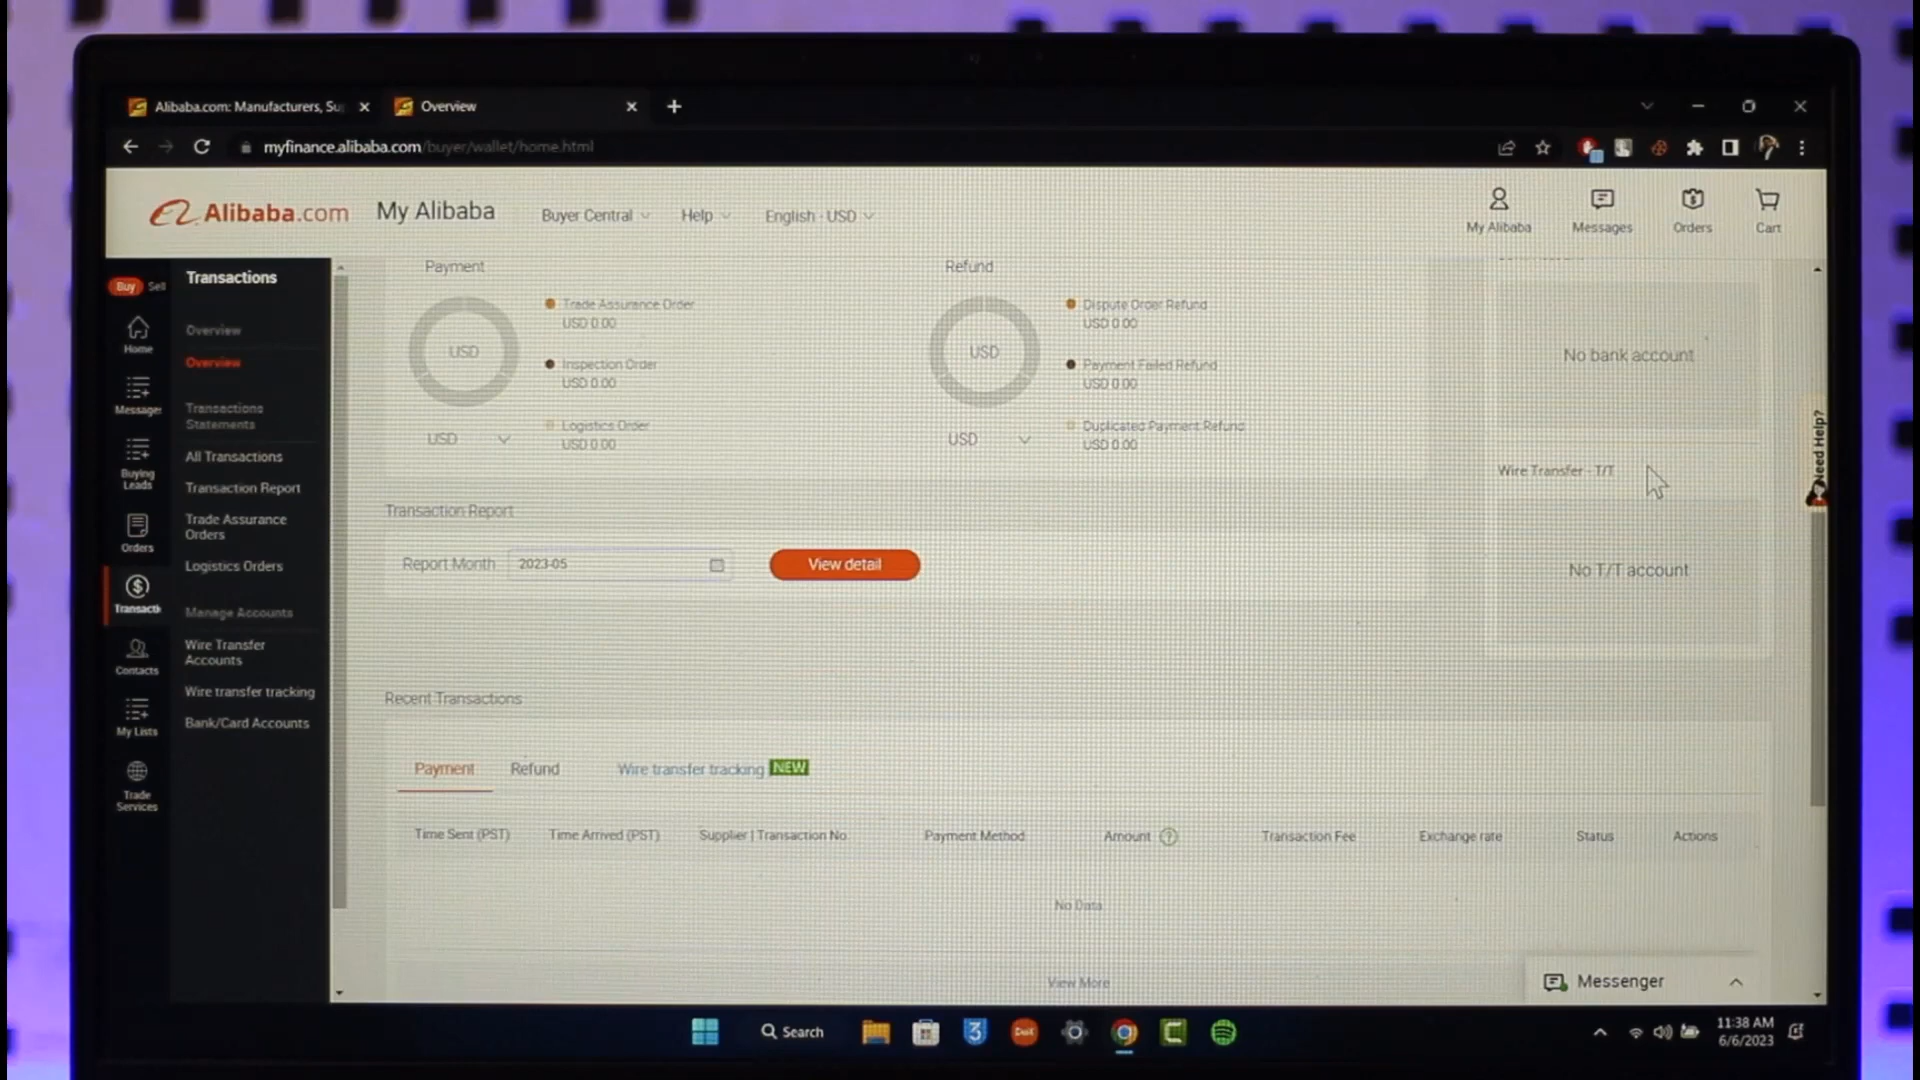 Alibaba.com: Manufacturers, Su
Overview
myfinance.alibaba.com/buyer/wallet/home.html
Alibaba.com
My Alibaba
Buyer Central
Help
English - USD
My Alibaba
Messages
Orders
Cart
Buy
Sell
Home
Message
Buying
Leads
Orders
Transacti
Contacts
My Lists
Trade
Services
Transactions
Overview
Overview
Transactions
Statements
All Transactions
Transaction Report
Trade Assurance
Orders
Logistics Orders
Manage Accounts
Wire Transfer
Accounts
Wire transfer tracking
Bank/Card Accounts
Payment
USD
Trade Assurance Order
USD 0.00
Inspection Order
USD 0.00
Logistics Order
USD 0.00
USD
Refund
USD
Dispute Order Refund
USD 0.00
Payment Failed Refund
USD 0.00
Duplicated Payment Refund
USD 0.00
USD
No bank account
Wire Transfer - T/T
No T/T account
Need Help?
Transaction Report
Report Month
2023-05
View detail
Recent Transactions
Payment
Refund
Wire transfer tracking NEW
Time Sent (PST)
Time Arrived (PST)
Supplier | Transaction No.
Payment Method
Amount ?
Transaction Fee
Exchange rate
Status
Actions
No Data
View More
Messenger
Search
3
11:38 AM
6/6/2023